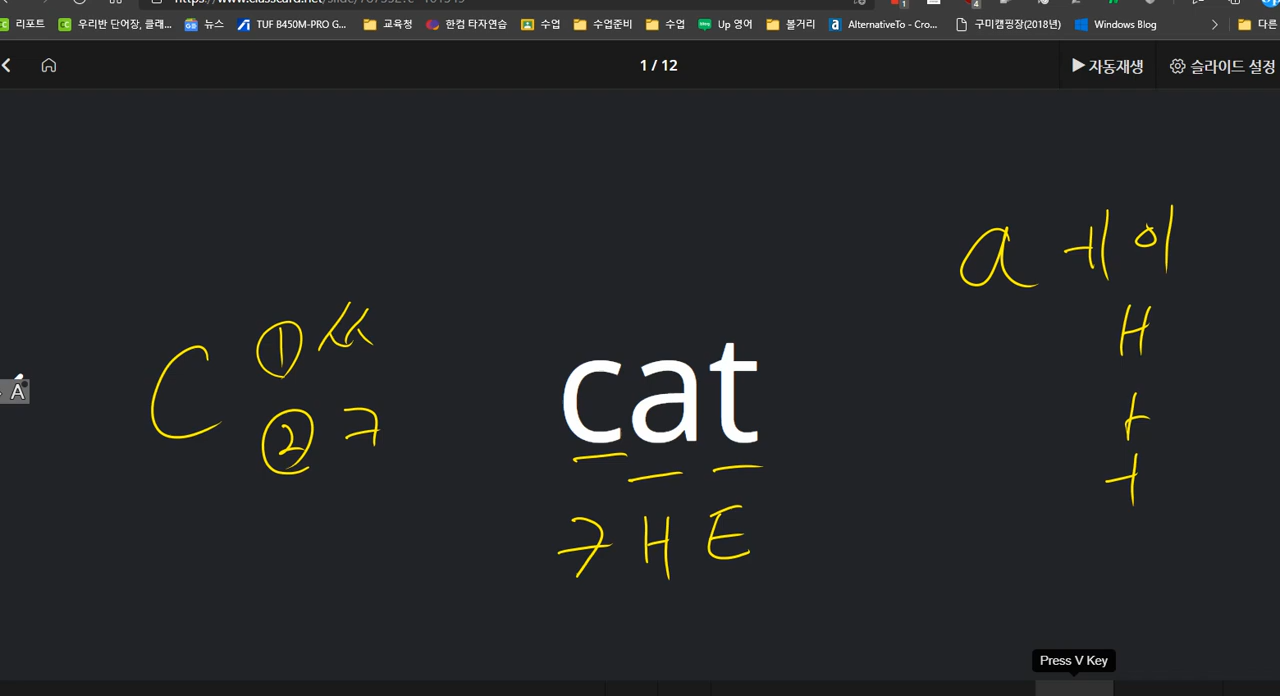 리포트 우리반 단어장, 클래... 뉴스 TUF B450M-PRO G... 교육청 한컴 타자연습 수업 수업준비 수업 Up 영어 볼거리 AlternativeTo - Cro... 구미캠핑장(2018년) Windows Blog 다른
1 / 12
자동재생 슬라이드 설정
A
C ① ㅆ
② ㅋ
cat
ㅋ ㅐ ㅌ
a ㅔ 이
ㅐ
ㅏ
ㅓ
Press V Key